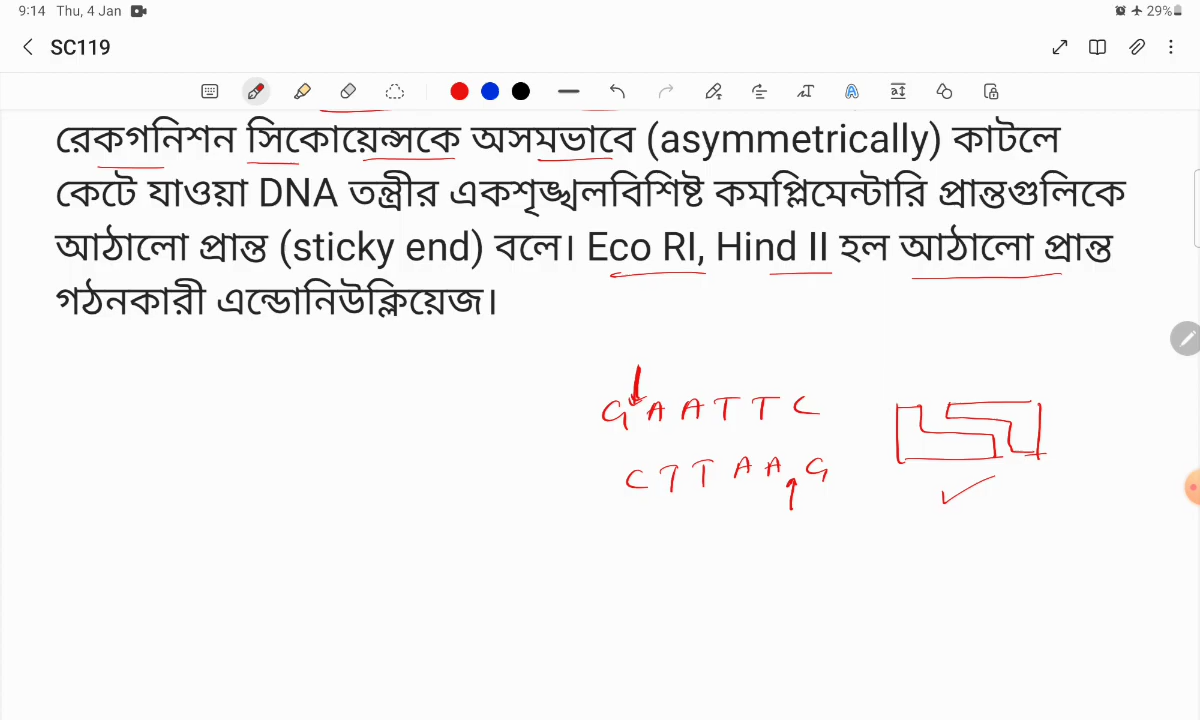 9:14 Thu, 4 Jan 29%
SC119
রেকগনিশন সিকোয়েন্সকে অসমভাবে (asymmetrically) কাটলে
কেটে যাওয়া DNA তন্ত্রীর একশৃঙ্খলবিশিষ্ট কমপ্লিমেন্টারি প্রান্তগুলিকে
আঠালো প্রান্ত (sticky end) বলে। Eco RI, Hind II হল আঠালো প্রান্ত
গঠনকারী এন্ডোনিউক্লিয়েজ।
G A A T T C
C T T A A G